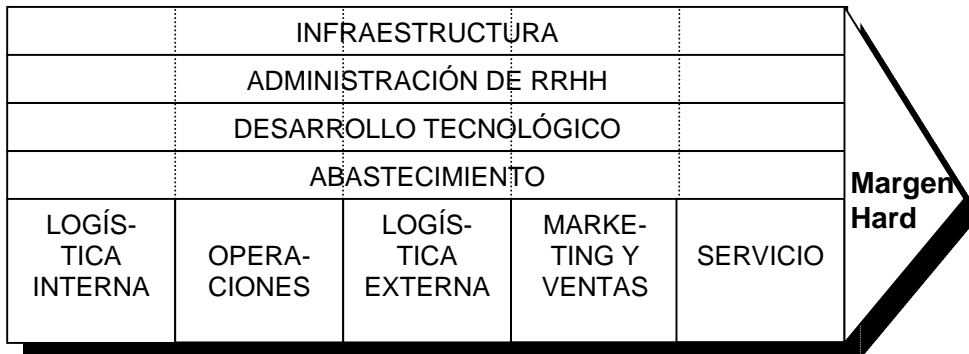 INFRAESTRUCTURA
ADMINISTRACIÓN DE RRHH
DESARROLLO TECNOLÓGICO
ABASTECIMIENTO
LOGÍS-
TICA
INTERNA
OPERA-
CIONES
LOGÍS-
TICA
EXTERNA
MARKE-
TING Y
VENTAS
SERVICIO
Margen
Hard